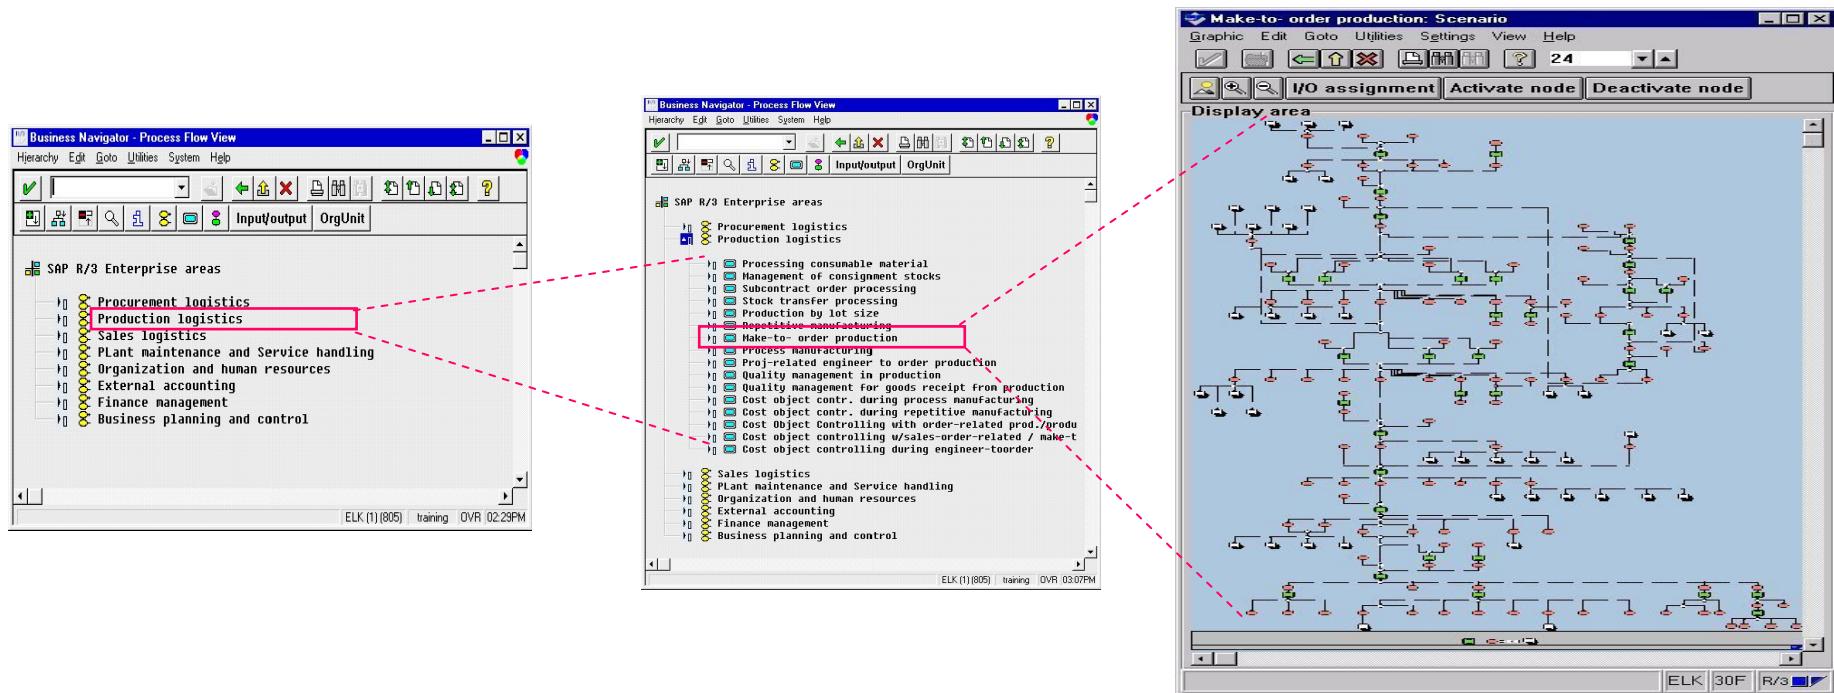 Business Navigator - Process Flow View
Hierarchy Edit Goto Utilities System Help
Input/output OrgUnit
SAP R/3 Enterprise areas
Procurement logistics
Production logistics
Sales logistics
PLant maintenance and Service handling
Organization and human resources
External accounting
Finance management
Business planning and control
ELK (1) (805) training OVR 02:29PM
Business Navigator - Process Flow View
Hierarchy Edit Goto Utilities System Help
Input/output OrgUnit
SAP R/3 Enterprise areas
Procurement logistics
Production logistics
Processing consumable material
Management of consignment stocks
Subcontract order processing
Stock transfer processing
Production by lot size
Repetitive manufacturing
Make-to- order production
Process manufacturing
Proj-related engineer to order production
Quality management in production
Quality management for goods receipt from production
Cost object contr. during process manufacturing
Cost object contr. during repetitive manufacturing
Cost Object Controlling with order-related prod./produ
Cost object controlling w/sales-order-related / make-t
Cost object controlling during engineer-toorder
Sales logistics
PLant maintenance and Service handling
Organization and human resources
External accounting
Finance management
Business planning and control
ELK (1) (805) training OVR 03:07PM
Make-to- order production: Scenario
Graphic Edit Goto Utilities Settings View Help
24
I/O assignment Activate node Deactivate node
Display area
ELK 30F R/3